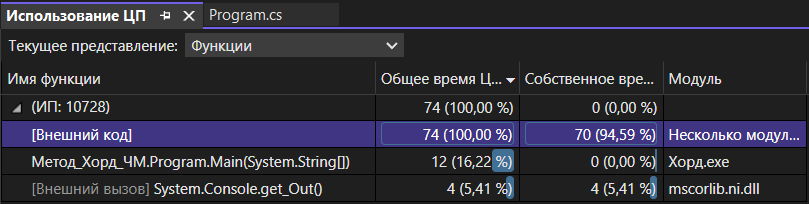 Использование ЦП Program.cs
Текущее представление: Функции
Имя функции Общее время Ц... Собственное вре... Модуль
(ИП: 10728) 74 (100,00 %) 0 (0,00 %)
[Внешний код] 74 (100,00 %) 70 (94,59 %) Несколько модул...
Метод_Хорд_ЧМ.Program.Main(System.String[]) 12 (16,22 %) 0 (0,00 %) Хорд.exe
[Внешний вызов] System.Console.get_Out() 4 (5,41 %) 4 (5,41 %) mscorlib.ni.dll